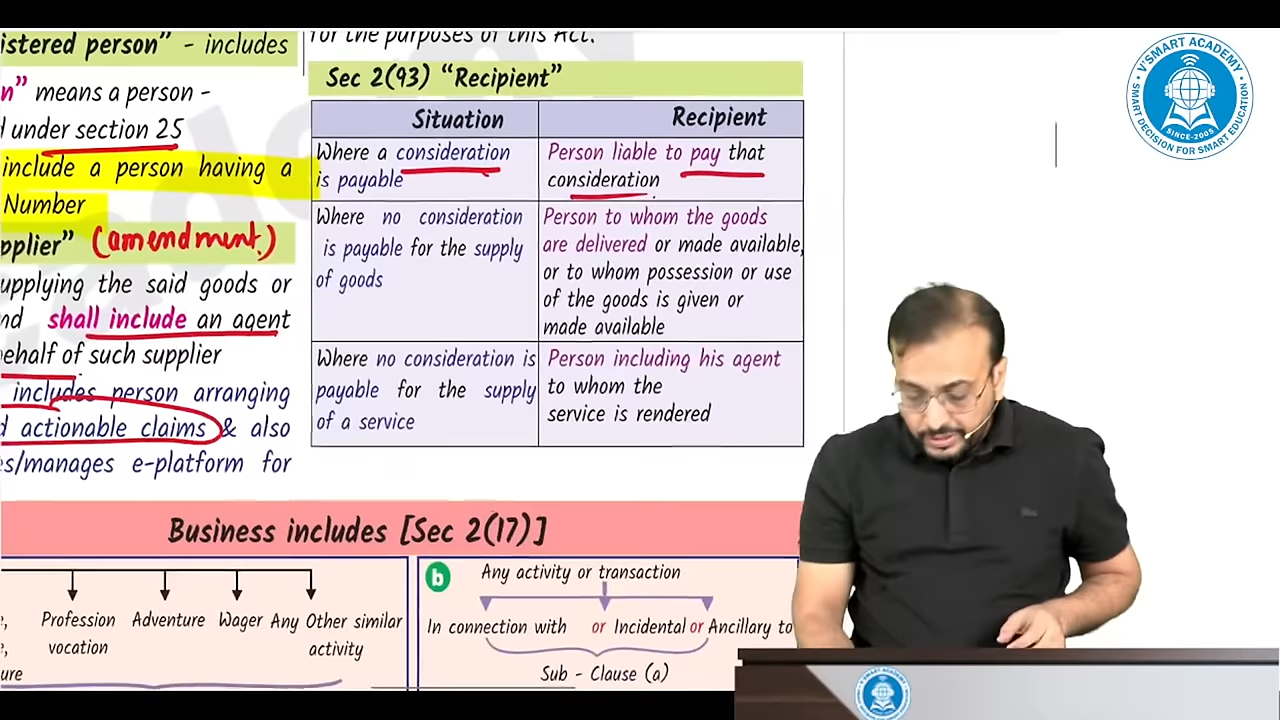 istered person" - includes
n" means a person -
d under section 25
include a person having a
Number
pplier" (amendment.)
upplying the said goods or
nd shall include an agent
ehalf of such supplier
includes person arranging
d actionable claims & also
es/manages e-platform for
for the purposes of this Act.
Sec 2(93) "Recipient"
Situation Recipient
Where a consideration
is payable
Person liable to pay that
consideration
Where no consideration
is payable for the supply
of goods
Person to whom the goods
are delivered or made available,
or to whom possession or use
of the goods is given or
made available
Where no consideration is
payable for the supply
of a service
Person including his agent
to whom the
service is rendered
Business includes [Sec 2(17)]
Profession
vocation
Adventure
Wager
Any Other similar
activity
ure
b Any activity or transaction
In connection with or Incidental or Ancillary to
Sub - Clause (a)
V'SMART ACADEMY
SMART DECISION FOR SMART EDUCATION
SINCE-2005